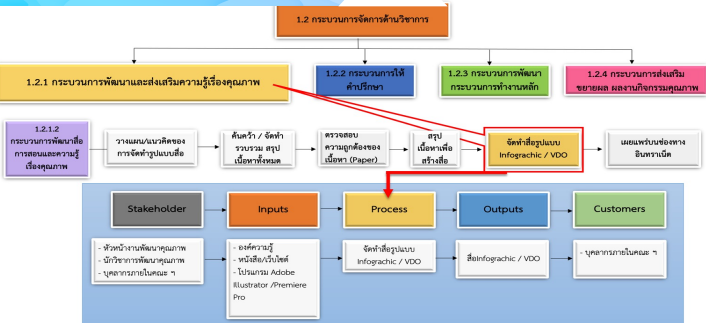 1.2 กระบวนการจัดการด้านวิชาการ
1.2.1 กระบวนการพัฒนาและส่งเสริมความรู้เรื่องคุณภาพ
1.2.2 กระบวนการให้
คำปรึกษา
1.2.3 กระบวนการพัฒนา
กระบวนการทำงานหลัก
1.2.4 กระบวนการส่งเสริม
ขยายผล ผลงานกิจกรรมคุณภาพ
1.2.1.2
กระบวนการพัฒนาสื่อ
การสอนและความรู้
เรื่องคุณภาพ
วางแผน/แนวคิดของ
การจัดทำรูปแบบสื่อ
ค้นคว้า / จัดทำ
รวบรวม สรุป
เนื้อหาทั้งหมด
ตรวจสอบ
ความถูกต้องของ
เนื้อหา (Paper)
สรุป
เนื้อหาเพื่อ
สร้างสื่อ
จัดทำสื่อรูปแบบ
Infograchic / VDO
เผยแพร่บนช่องทาง
อินทราเน็ต
Stakeholder
Inputs
Process
Outputs
Customers
- หัวหน้างานพัฒนาคุณภาพ
- นักวิชาการพัฒนาคุณภาพ
- บุคลากรภายในคณะ ฯ
- องค์ความรู้
- หนังสือ/เว็บไซต์
- โปรแกรม Adobe
Illustrator /Premiere
Pro
จัดทำสื่อรูปแบบ
Infograchic / VDO
สื่อInfograchic / VDO
- บุคลากรภายในคณะ ฯ